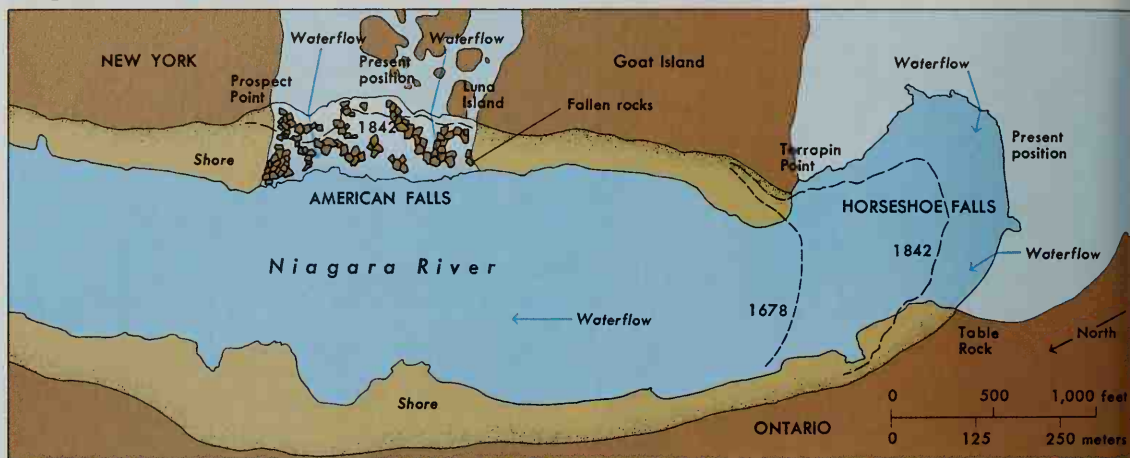 NEW YORK
Waterflow
Waterflow
Present
position
Prospect
Point
Luna
Island
1842
Goat Island
Fallen rocks
Shore
AMERICAN FALLS
Terrapin
Point
Waterflow
Present
position
HORSESHOE FALLS
1842
Waterflow
Niagara River
1678
Waterflow
Table
Rock
North
Shore
ONTARIO
0 500 1,000 feet
0 125 250 meters